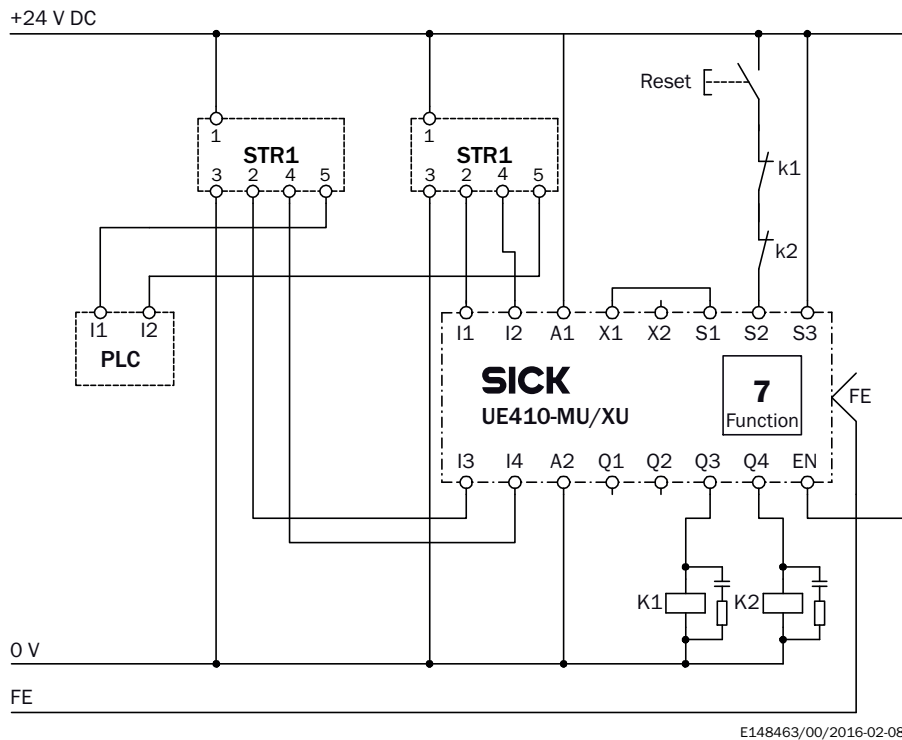 +24 V DC
Reset
1
1
STR1
STR1
3 2 4 5
3 2 4 5
k1
k2
I1 I2
PLC
I1 I2 A1 X1 X2 S1 S2 S3
SICK
UE410-MU/XU
7
Function
FE
I3 I4 A2 Q1 Q2 Q3 Q4 EN
K1
K2
0 V
FE
E148463/00/2016-02-08